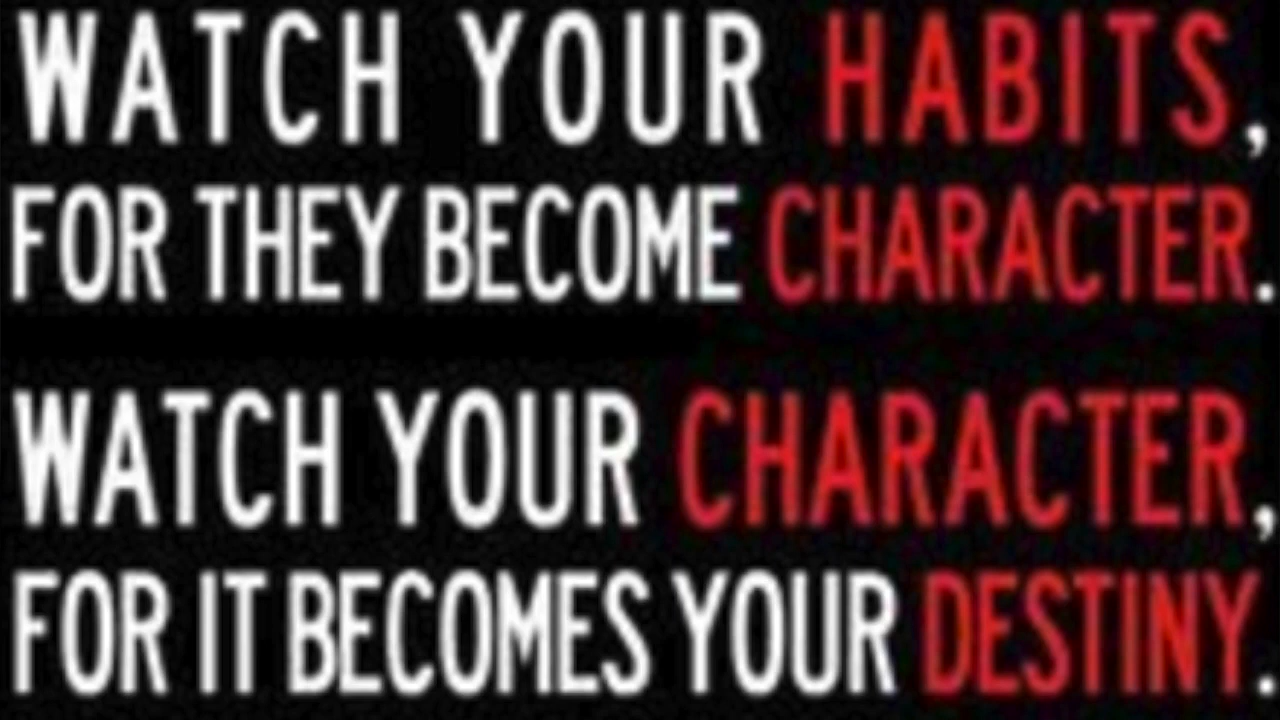 WATCH YOUR HABITS,
FOR THEY BECOME CHARACTER.
WATCH YOUR CHARACTER,
FOR IT BECOMES YOUR DESTINY.